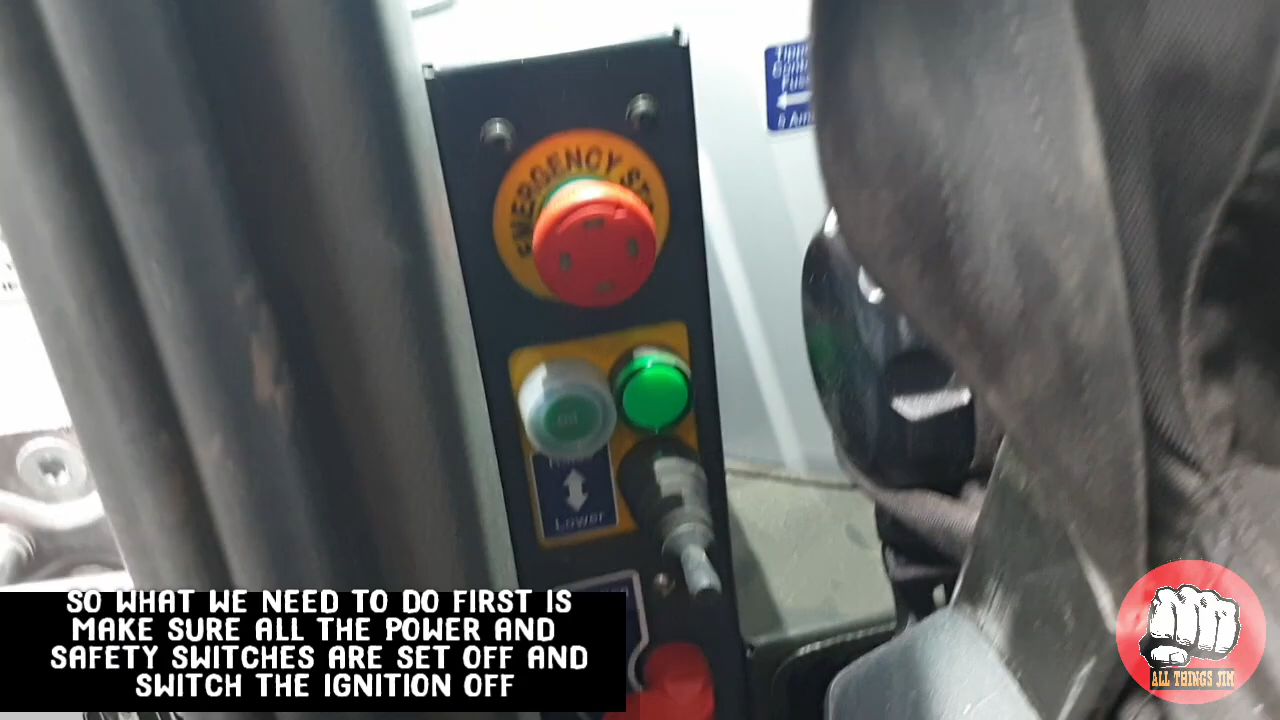 EMERGENCY
Lower
SO WHAT WE NEED TO DO FIRST IS
MAKE SURE ALL THE POWER AND
SAFETY SWITCHES ARE SET OFF AND
SWITCH THE IGNITION OFF
ALL THINGS JIM